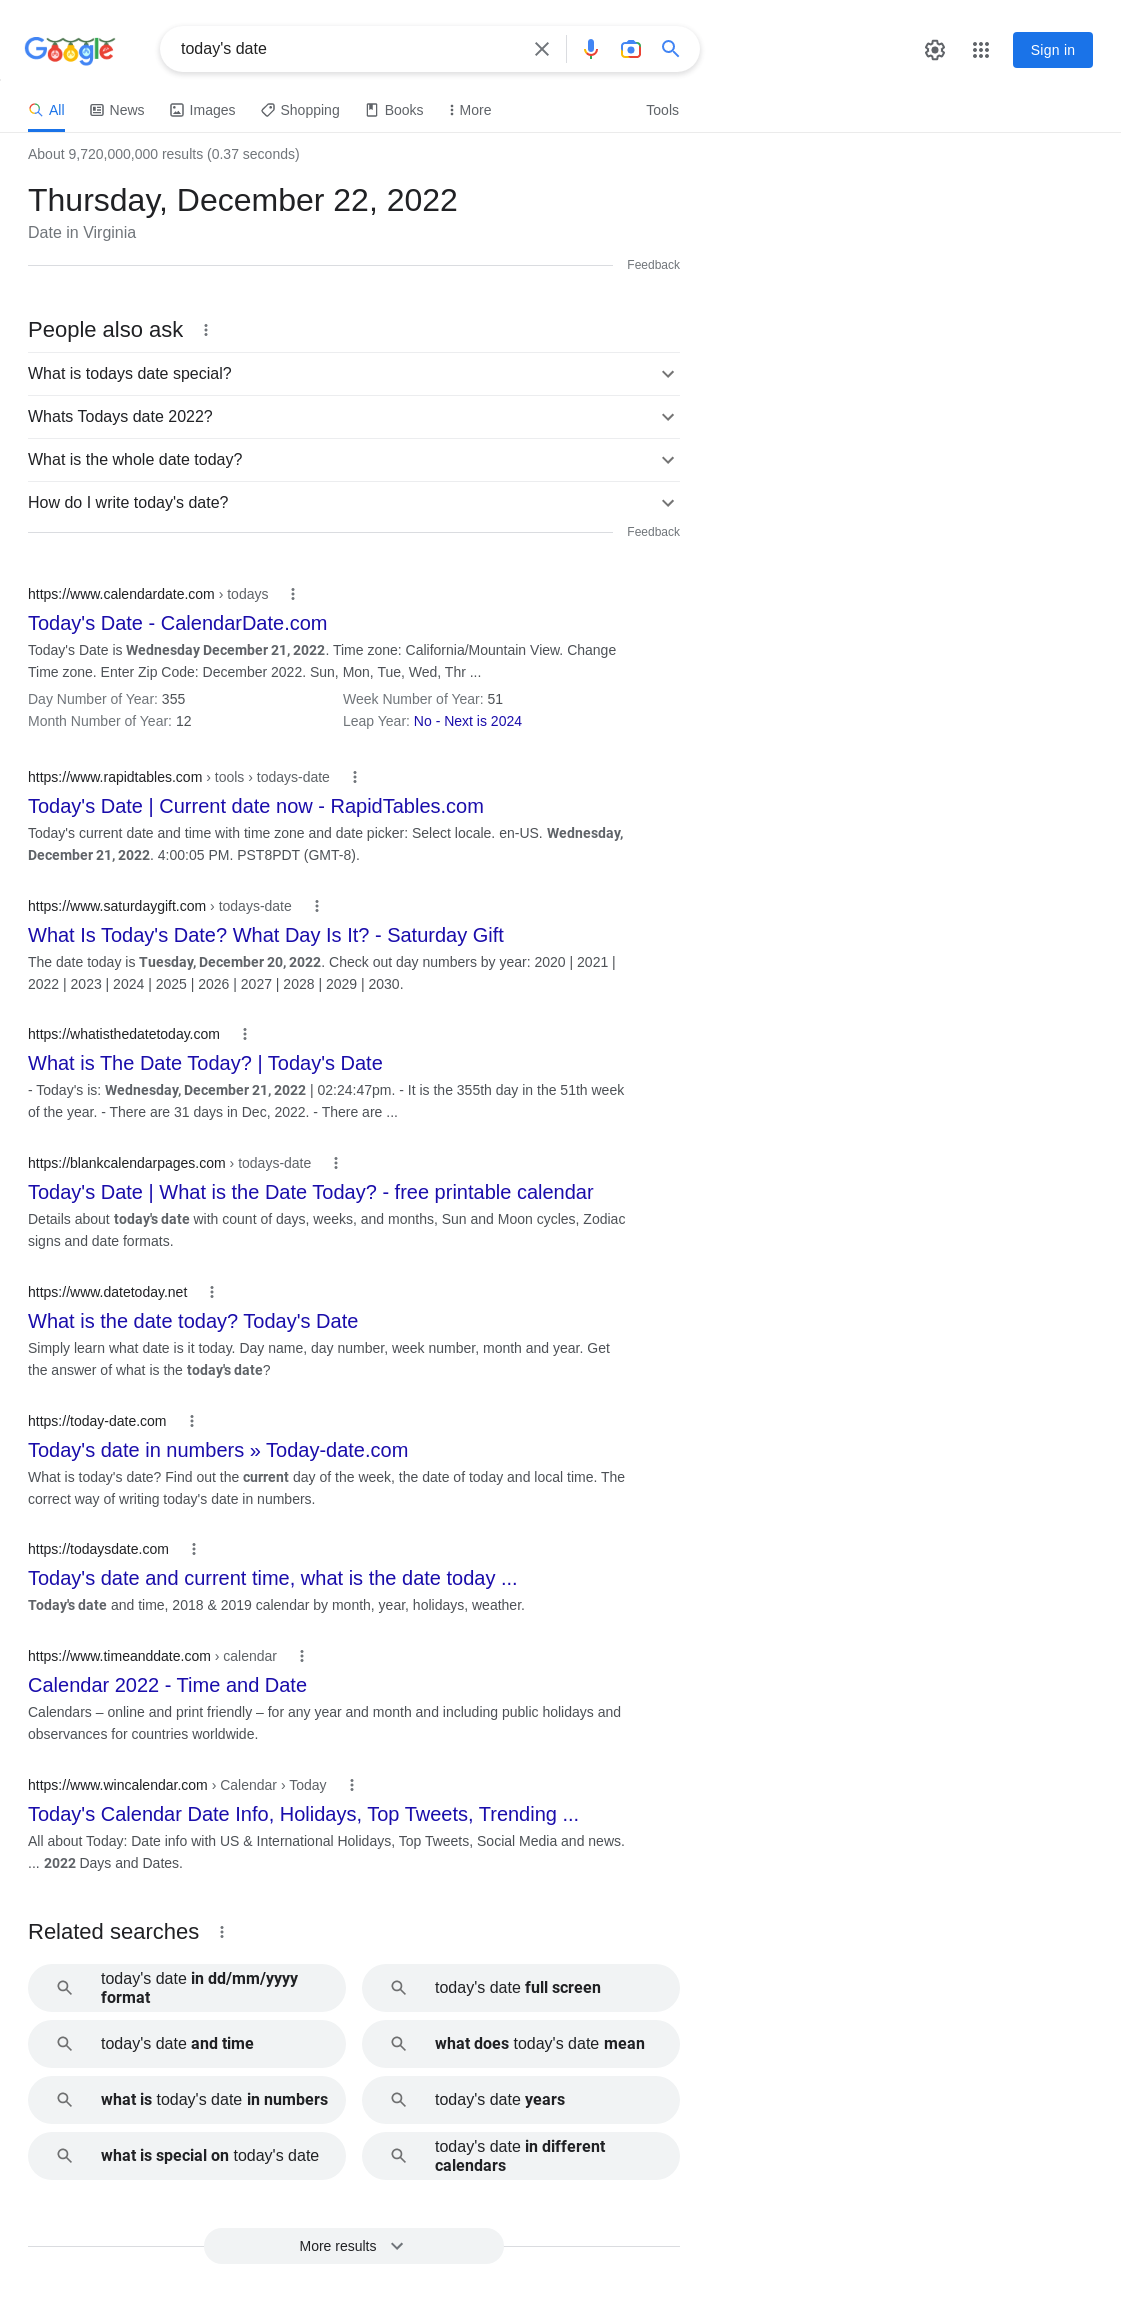 Google
today's date
Sign in
All
News
Images
Shopping
Books
More
Tools
About 9,720,000,000 results (0.37 seconds)
Thursday, December 22, 2022
Date in Virginia
Feedback
People also ask
What is todays date special?
Whats Todays date 2022?
What is the whole date today?
How do I write today's date?
Feedback
https://www.calendardate.com › todays
Today's Date - CalendarDate.com
Today's Date is Wednesday December 21, 2022. Time zone: California/Mountain View. Change
Time zone. Enter Zip Code: December 2022. Sun, Mon, Tue, Wed, Thr ...
Day Number of Year: 355
Week Number of Year: 51
Month Number of Year: 12
Leap Year: No - Next is 2024
https://www.rapidtables.com › tools › todays-date
Today's Date | Current date now - RapidTables.com
Today's current date and time with time zone and date picker: Select locale. en-US. Wednesday,
December 21, 2022. 4:00:05 PM. PST8PDT (GMT-8).
https://www.saturdaygift.com › todays-date
What Is Today's Date? What Day Is It? - Saturday Gift
The date today is Tuesday, December 20, 2022. Check out day numbers by year: 2020 | 2021 |
2022 | 2023 | 2024 | 2025 | 2026 | 2027 | 2028 | 2029 | 2030.
https://whatisthedatetoday.com
What is The Date Today? | Today's Date
- Today's is: Wednesday, December 21, 2022 | 02:24:47pm. - It is the 355th day in the 51th week
of the year. - There are 31 days in Dec, 2022. - There are ...
https://blankcalendarpages.com › todays-date
Today's Date | What is the Date Today? - free printable calendar
Details about today's date with count of days, weeks, and months, Sun and Moon cycles, Zodiac
signs and date formats.
https://www.datetoday.net
What is the date today? Today's Date
Simply learn what date is it today. Day name, day number, week number, month and year. Get
the answer of what is the today's date?
https://today-date.com
Today's date in numbers » Today-date.com
What is today's date? Find out the current day of the week, the date of today and local time. The
correct way of writing today's date in numbers.
https://todaysdate.com
Today's date and current time, what is the date today ...
Today's date and time, 2018 & 2019 calendar by month, year, holidays, weather.
https://www.timeanddate.com › calendar
Calendar 2022 - Time and Date
Calendars – online and print friendly – for any year and month and including public holidays and
observances for countries worldwide.
https://www.wincalendar.com › Calendar › Today
Today's Calendar Date Info, Holidays, Top Tweets, Trending ...
All about Today: Date info with US & International Holidays, Top Tweets, Social Media and news.
... 2022 Days and Dates.
Related searches
today's date in dd/mm/yyyy
format
today's date full screen
today's date and time
what does today's date mean
what is today's date in numbers
today's date years
what is special on today's date
today's date in different
calendars
More results